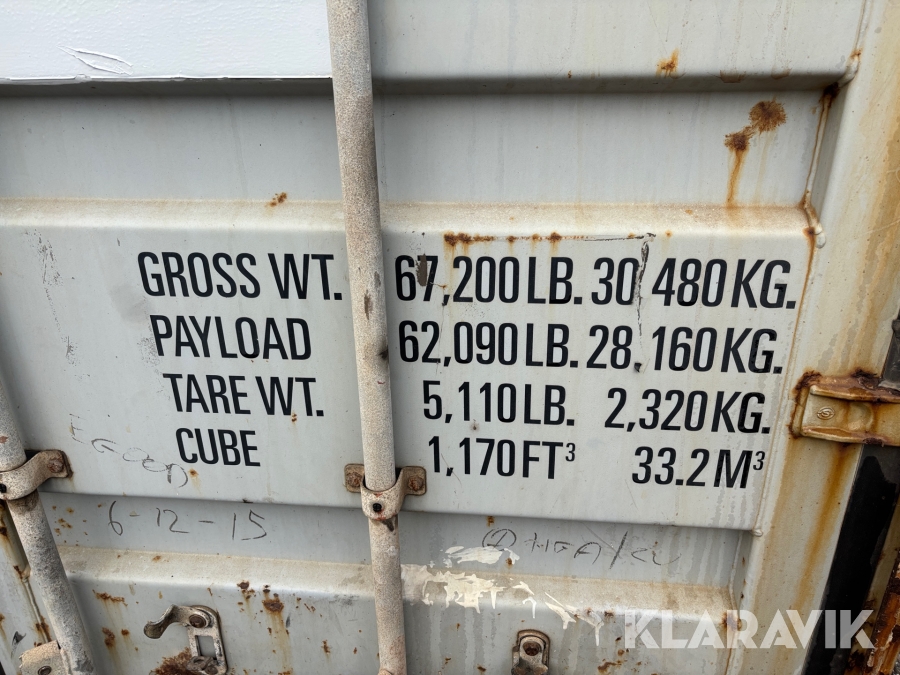 GROSS WT. 67,200 LB. 30,480 KG.
PAYLOAD 62,090 LB. 28,160 KG.
TARE WT. 5,110 LB. 2,320 KG.
CUBE 1,170 FT³ 33.2 M³
6-12-15
KLARAVIK